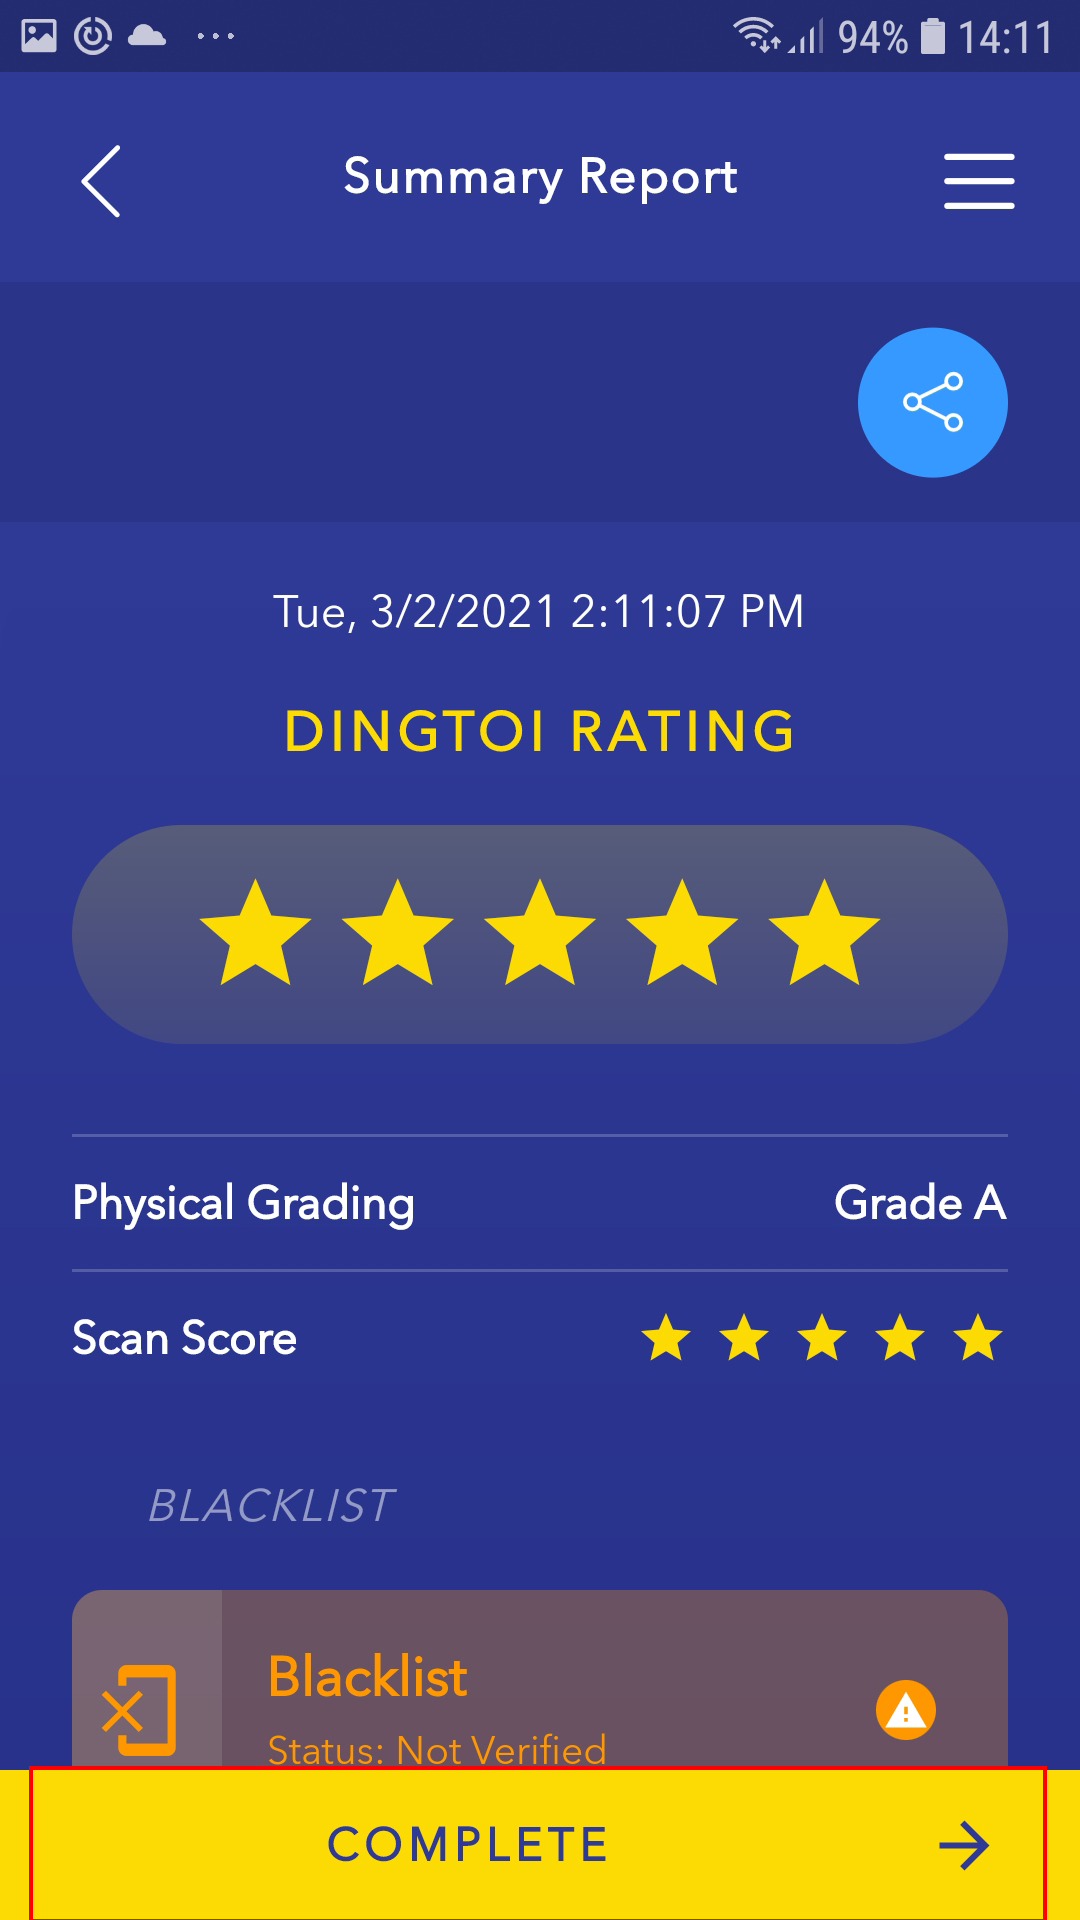 94% 14:11
Summary Report
Tue, 3/2/2021 2:11:07 PM
DINGTOI RATING
Physical Grading Grade A
Scan Score
BLACKLIST
Blacklist
Status: Not Verified
COMPLETE